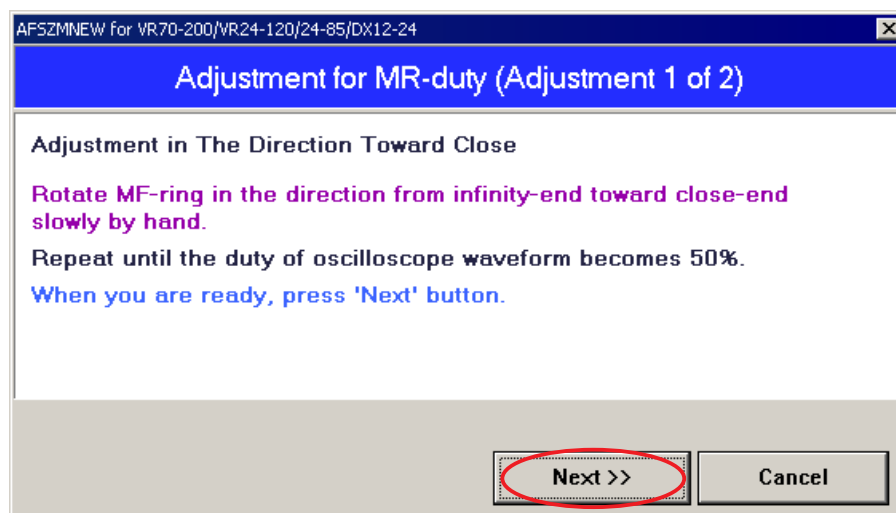 AFSZMNEW for VR70-200/VR24-120/24-85/DX12-24
Adjustment for MR-duty (Adjustment 1 of 2)
Adjustment in The Direction Toward Close
Rotate MF-ring in the direction from infinity-end toward close-end
slowly by hand.
Repeat until the duty of oscilloscope waveform becomes 50%.
When you are ready, press 'Next' button.
Next >>
Cancel